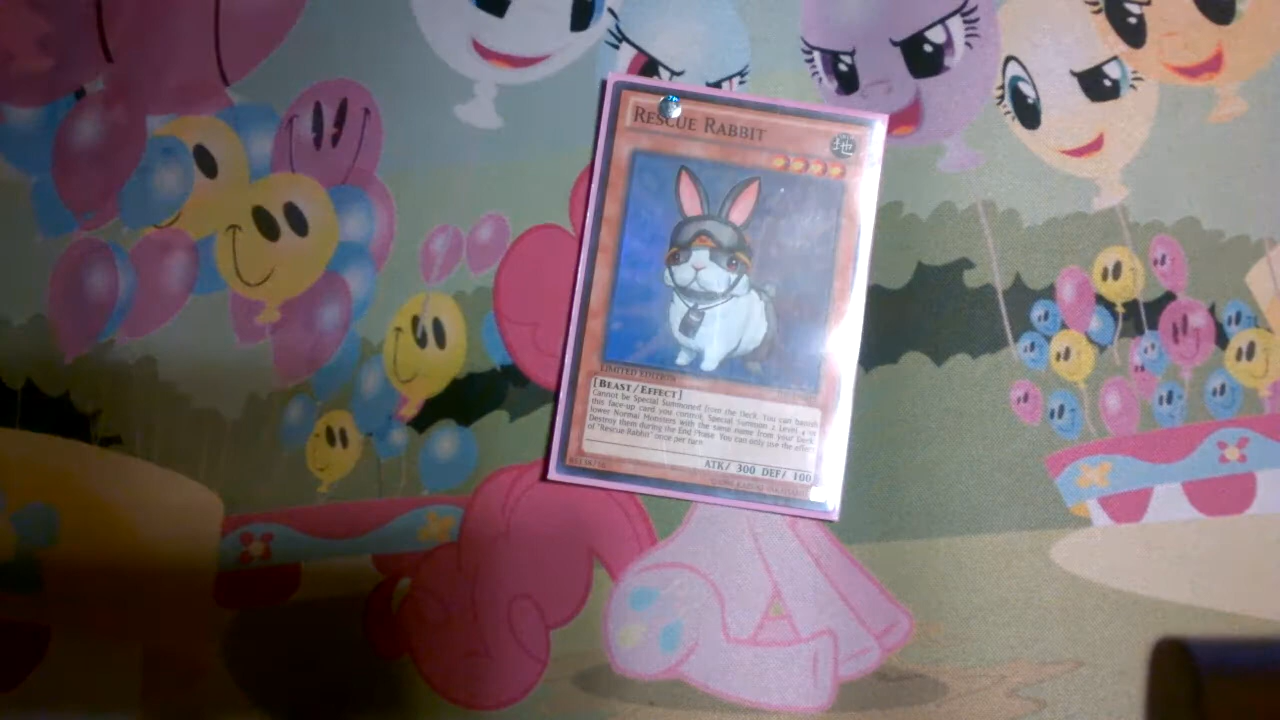 RESCUE RABBIT
地
LIMITED EDITION
[BEAST/EFFECT]
Cannot be Special Summoned from the Deck. You can banish
this face-up card you control; Special Summon 2 Level 4 or
lower Normal Monsters with the same name from your Deck.
Destroy them during the End Phase. You can only use the effect
of "Rescue Rabbit" once per turn.
ATK/ 300 DEF/ 100